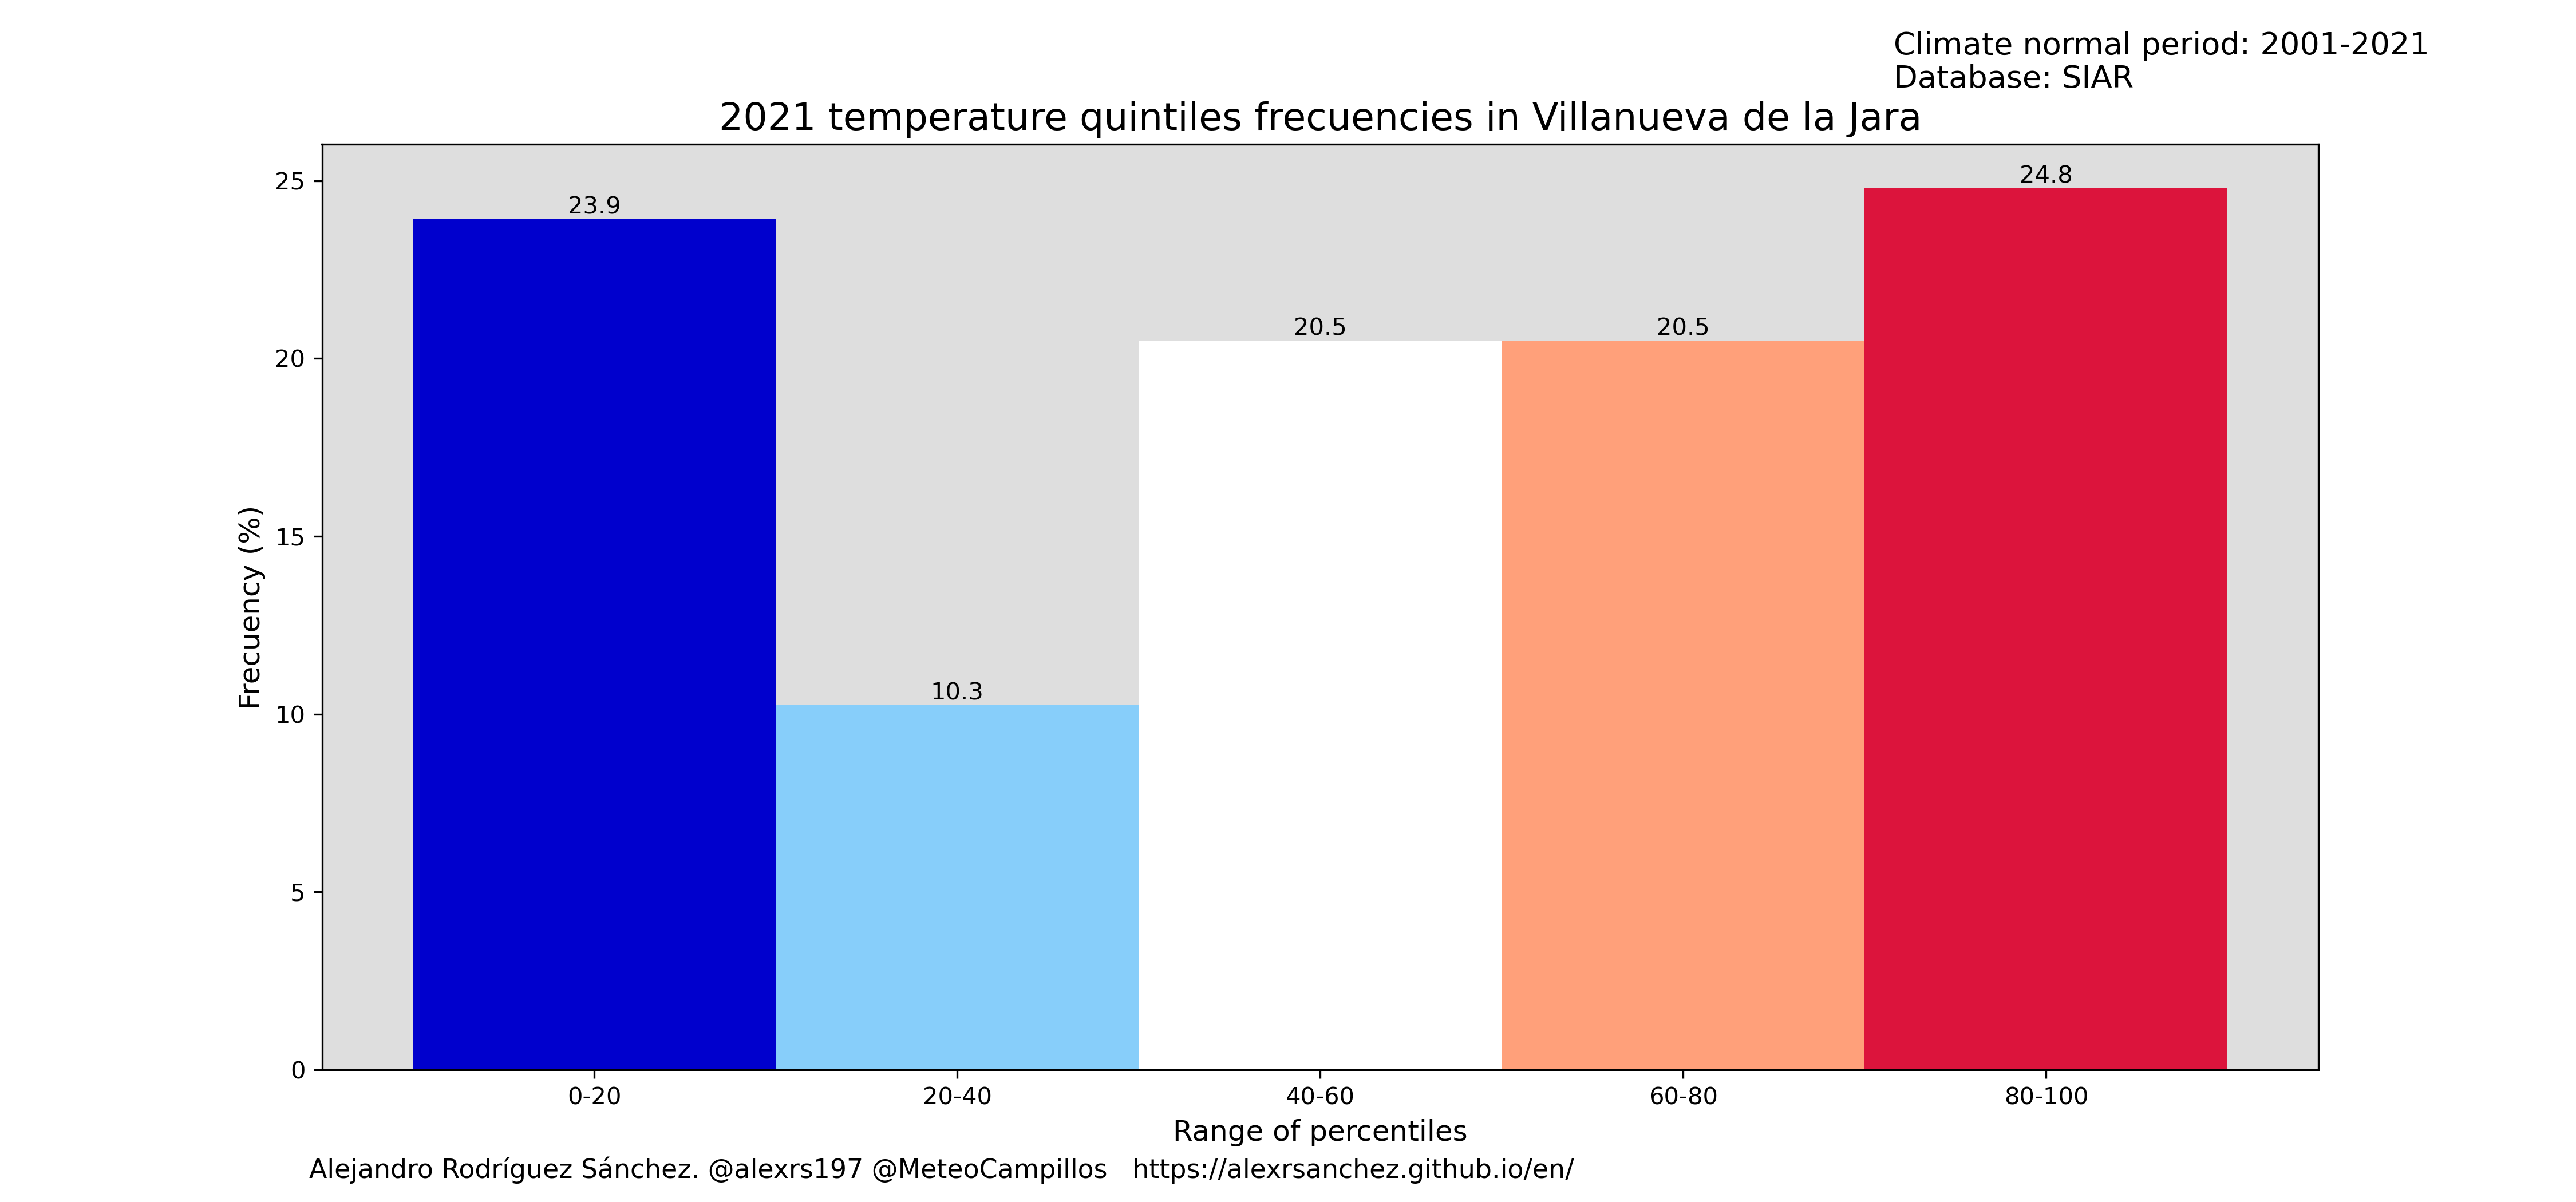 Climate normal period: 2001-2021
Database: SIAR
2021 temperature quintiles frecuencies in Villanueva de la Jara
25
20
15
10
5
0
Frecuency (%)
23.9
10.3
20.5
20.5
24.8
0-20
20-40
40-60
60-80
80-100
Range of percentiles
Alejandro Rodríguez Sánchez. @alexrs197 @MeteoCampillos https://alexrsanchez.github.io/en/